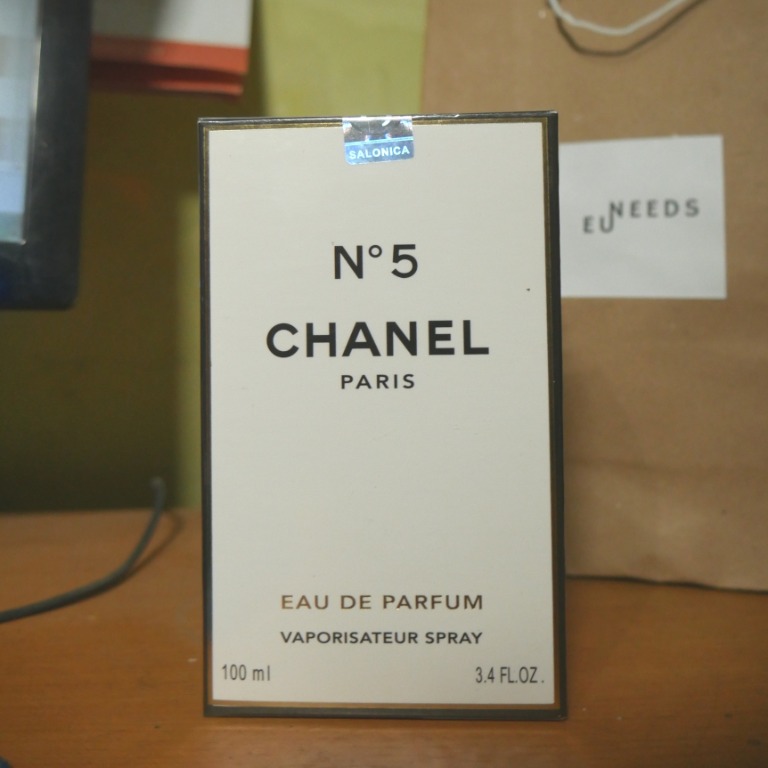 SALONICA
N°5
CHANEL
PARIS
EAU DE PARFUM
VAPORISATEUR SPRAY
100 ml
3.4 FL.OZ.
EUNEEDS